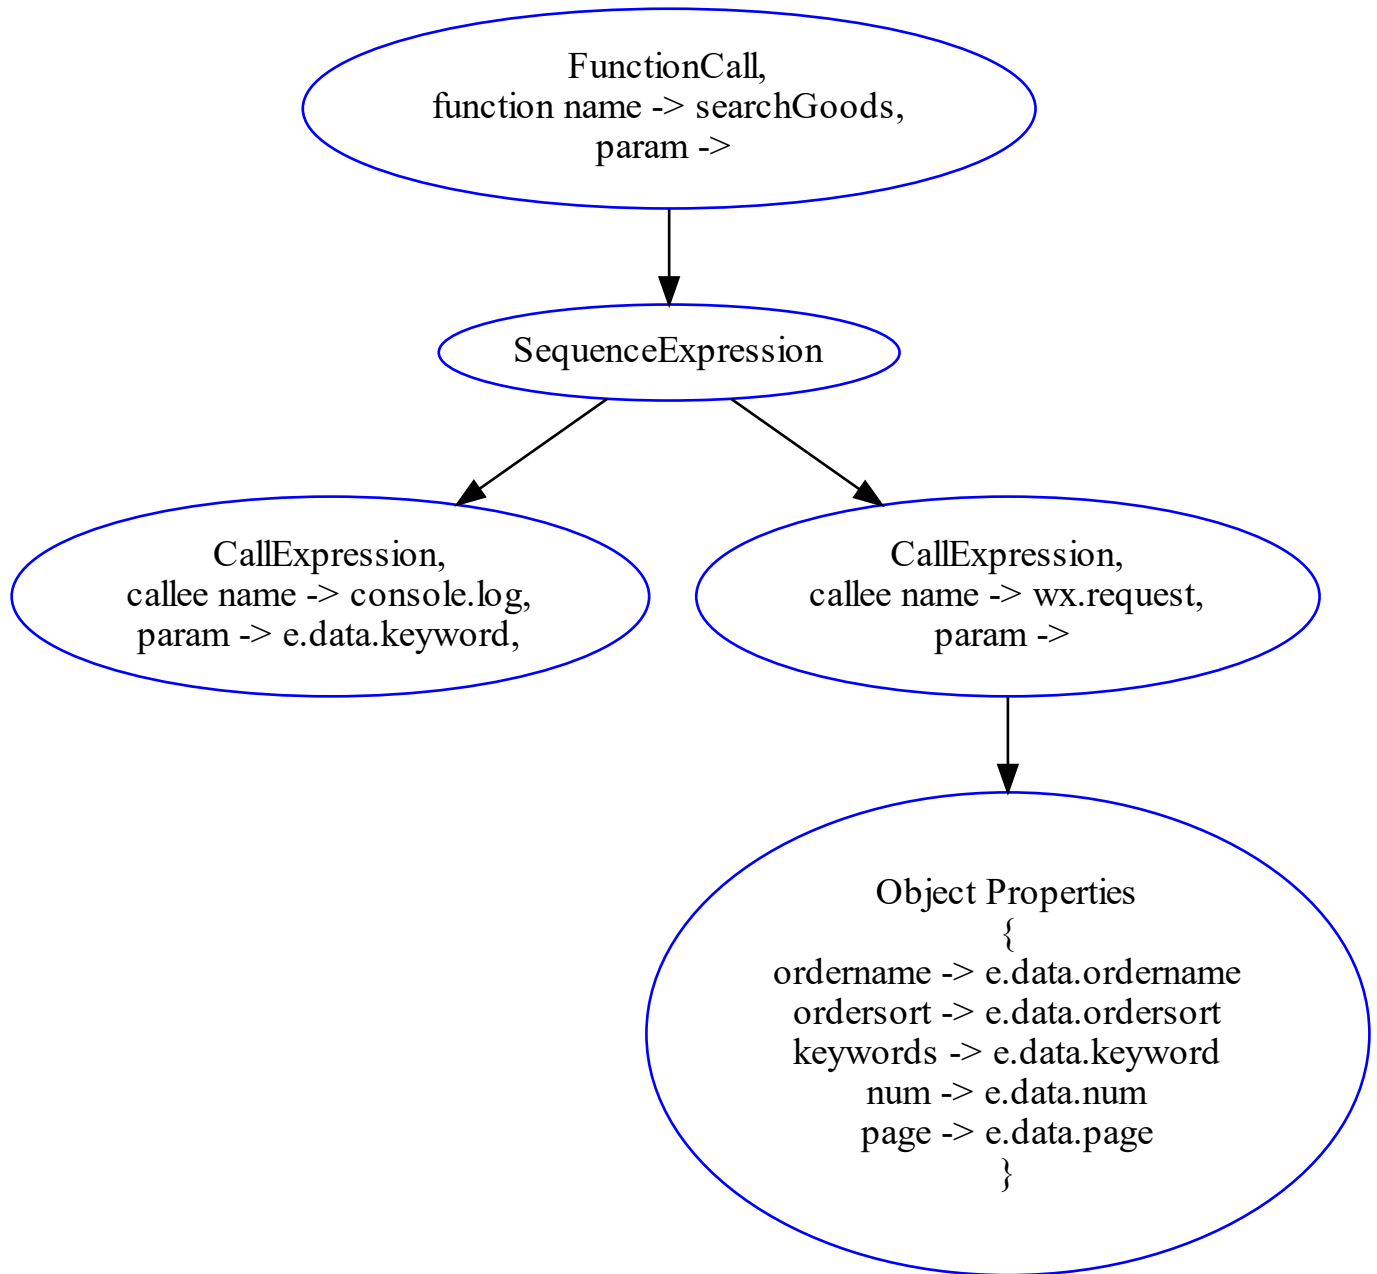 FunctionCall,
function name -> searchGoods,
param ->
SequenceExpression
CallExpression,
callee name -> console.log,
param -> e.data.keyword,
CallExpression,
callee name -> wx.request,
param ->
Object Properties
{
ordername -> e.data.ordername
ordersort -> e.data.ordersort
keywords -> e.data.keyword
num -> e.data.num
page -> e.data.page
}